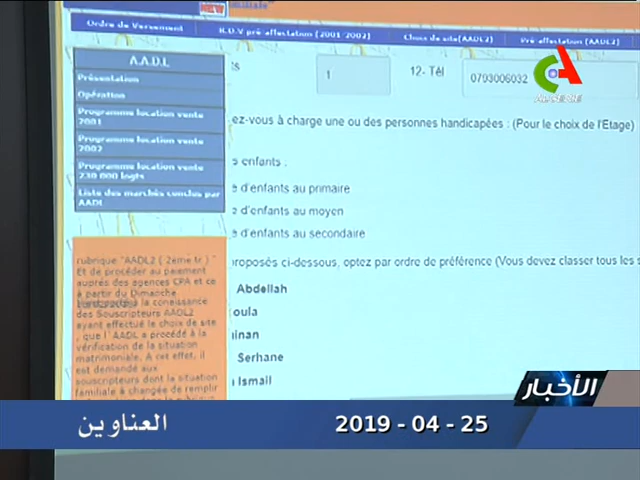 NEW
Ordre de Versement
R.D.V pré-affectation (2001-2002)
Choix de site(AADL2)
Pré-affectation (AADL2)
A.A.D.L
Présentation
Opération
Programme location vente
2001
Programme location vente
2002
Programme location vente
230 000 logts
Liste des marchés conclus par
AADL
1
12- Tél
0793006032
ez-vous à charge une ou des personnes handicapées : (Pour le choix de l'Etage)
s enfants :
e d'enfants au primaire
e d'enfants au moyen
e d'enfants au secondaire
proposés ci-dessous, optez par ordre de préférence (Vous devez classer tous les s
Abdellah
oula
inan
Serhane
Ismail
rubrique "AADL2 ( 2eme tr ) "
Et de procéder au paiement
auprés des agences CPA et ce
à partir du Dimanche
la connaissance
des Souscripteurs AADL2
ayant effectué le choix de site
, que l' AADL a procédé à la
vérification de la situation
matrimoniale. A cet effet, il
est demandé aux
souscripteurs dont la situation
familiale à changée de remplir
الأخبار
العناوين
2019 - 04 - 25